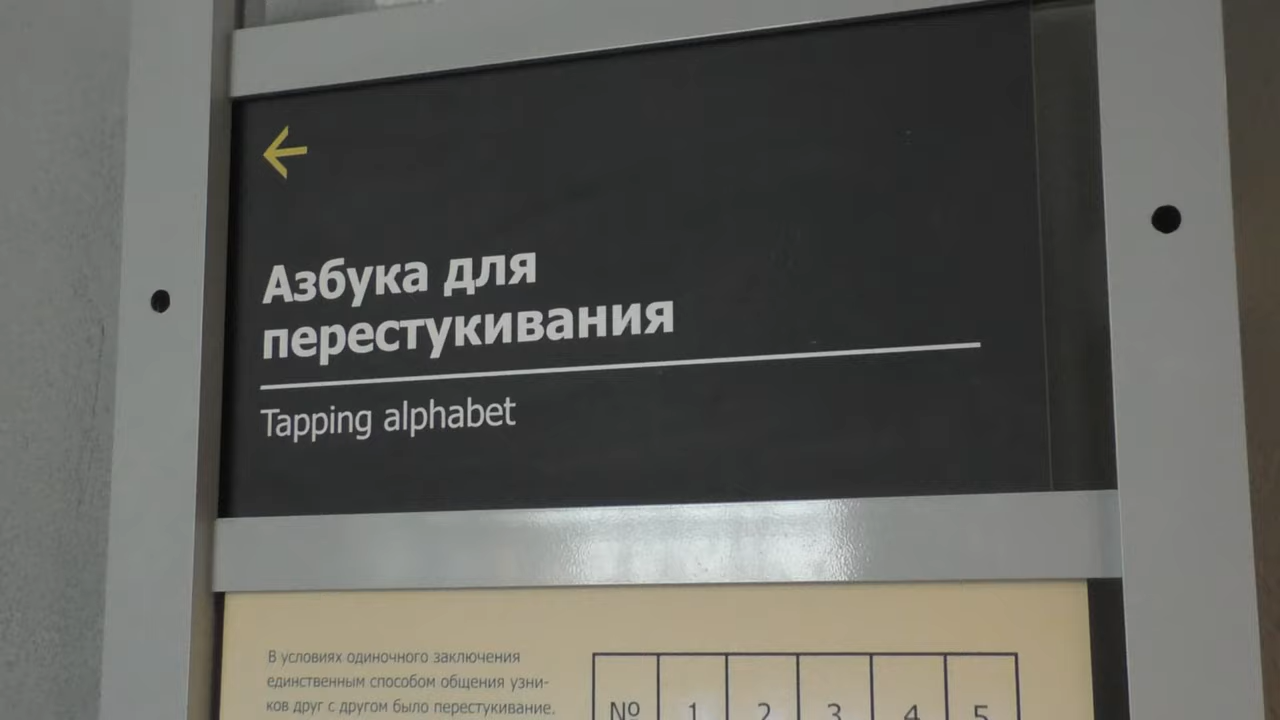 Азбука для
перестукивания
Tapping alphabet
В условиях одиночного заключения
единственным способом общения узни-
ков друг с другом было перестукивание.
№ 1 2 3 4 5